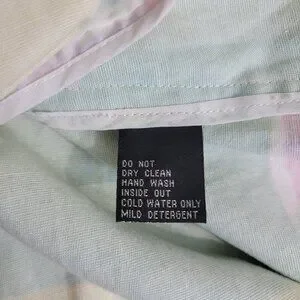 DO NOT
DRY CLEAN
HAND WASH
INSIDE OUT
COLD WATER ONLY
MILD DETERGENT